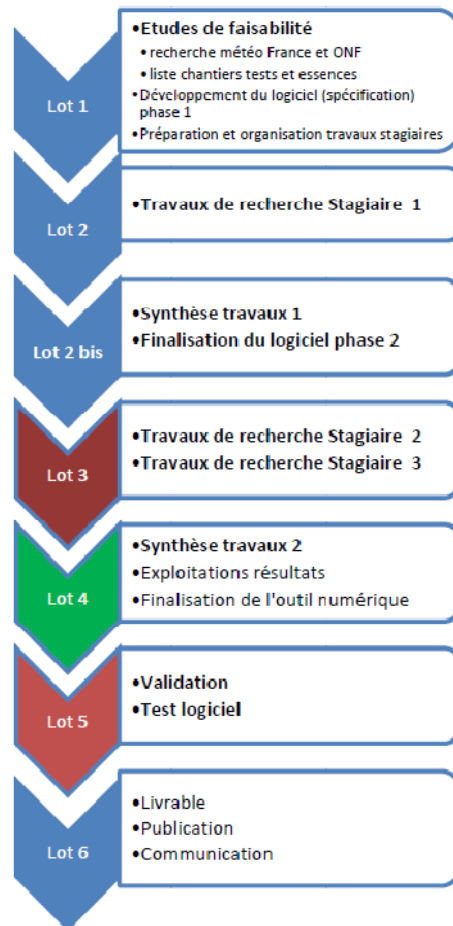 Lot 1
•Etudes de faisabilité
•recherche météo France et ONF
•liste chantiers tests et essences
•Développement du logiciel (spécification)
phase 1
•Préparation et organisation travaux stagiaires
Lot 2
•Travaux de recherche Stagiaire 1
Lot 2 bis
•Synthèse travaux 1
•Finalisation du logiciel phase 2
Lot 3
•Travaux de recherche Stagiaire 2
•Travaux de recherche Stagiaire 3
Lot 4
•Synthèse travaux 2
•Exploitations résultats
•Finalisation de l'outil numérique
Lot 5
•Validation
•Test logiciel
Lot 6
•Livrable
•Publication
•Communication